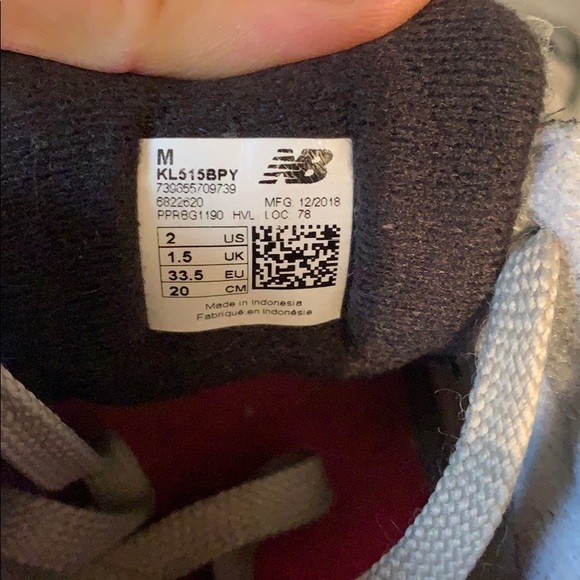 M
NB
KL515BPY
739655709739
6822620 MFG. 12/2018
PPRBG1190 HVL LOC 78
2 US
1.5 UK
33.5 EU
20 CM
Made in Indonesia
Fabriqué en Indonésie